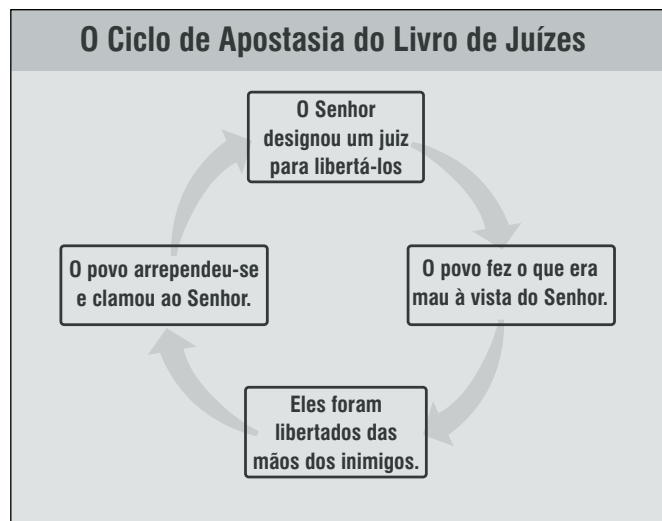 O Ciclo de Apostasia do Livro de Juízes
O Senhor
designou um juiz
para libertá-los
O povo fez o que era
mau à vista do Senhor.
Eles foram
libertados das
mãos dos inimigos.
O povo arrependeu-se
e clamou ao Senhor.